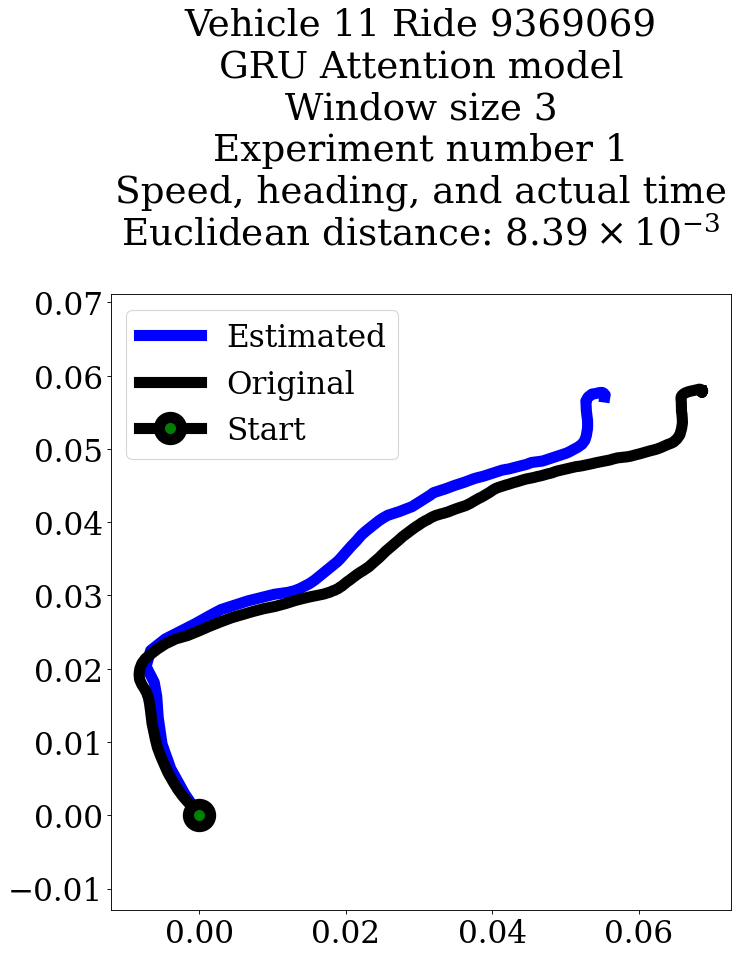 Vehicle 11 Ride 9369069
GRU Attention model
Window size 3
Experiment number 1
Speed, heading, and actual time
Euclidean distance: 8.39 × 10⁻³
0.07
0.06
0.05
0.04
0.03
0.02
0.01
0.00
−0.01
Estimated
Original
Start
0.00 0.02 0.04 0.06